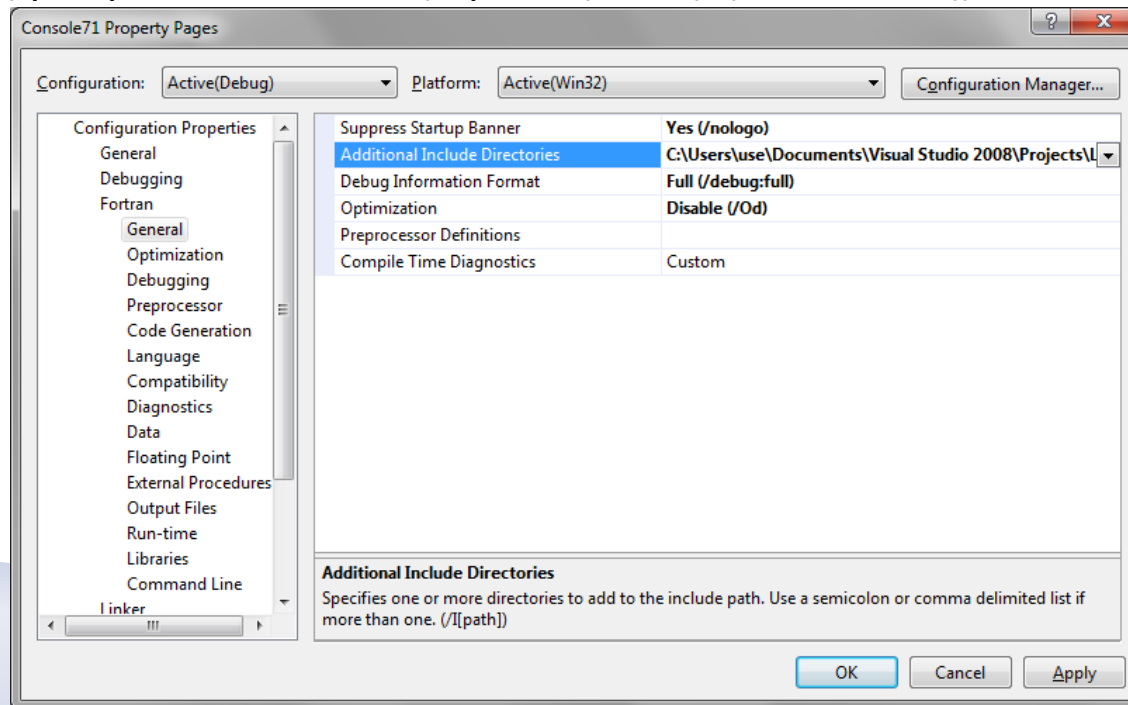 Console71 Property Pages
Configuration: Active(Debug) Platform: Active(Win32) Configuration Manager...
Configuration Properties
General
Debugging
Fortran
General
Optimization
Debugging
Preprocessor
Code Generation
Language
Compatibility
Diagnostics
Data
Floating Point
External Procedures
Output Files
Run-time
Libraries
Command Line
Linker
Suppress Startup Banner Yes (/nologo)
Additional Include Directories C:\Users\use\Documents\Visual Studio 2008\Projects\L
Debug Information Format Full (/debug:full)
Optimization Disable (/Od)
Preprocessor Definitions
Compile Time Diagnostics Custom
Additional Include Directories
Specifies one or more directories to add to the include path. Use a semicolon or comma delimited list if
more than one. (/I[path])
OK Cancel Apply